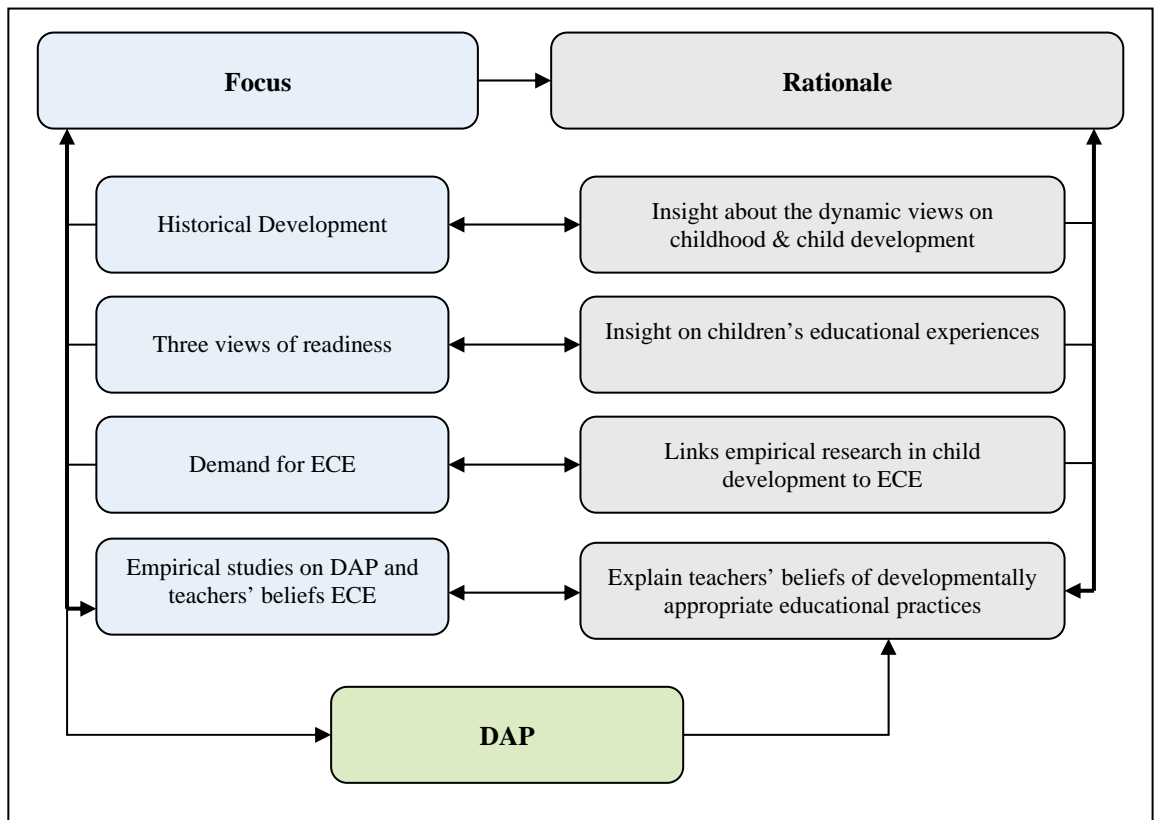 Focus
Rationale
Historical Development
Insight about the dynamic views on
childhood & child development
Three views of readiness
Insight on children’s educational experiences
Demand for ECE
Links empirical research in child
development to ECE
Empirical studies on DAP and
teachers’ beliefs ECE
Explain teachers’ beliefs of developmentally
appropriate educational practices
DAP